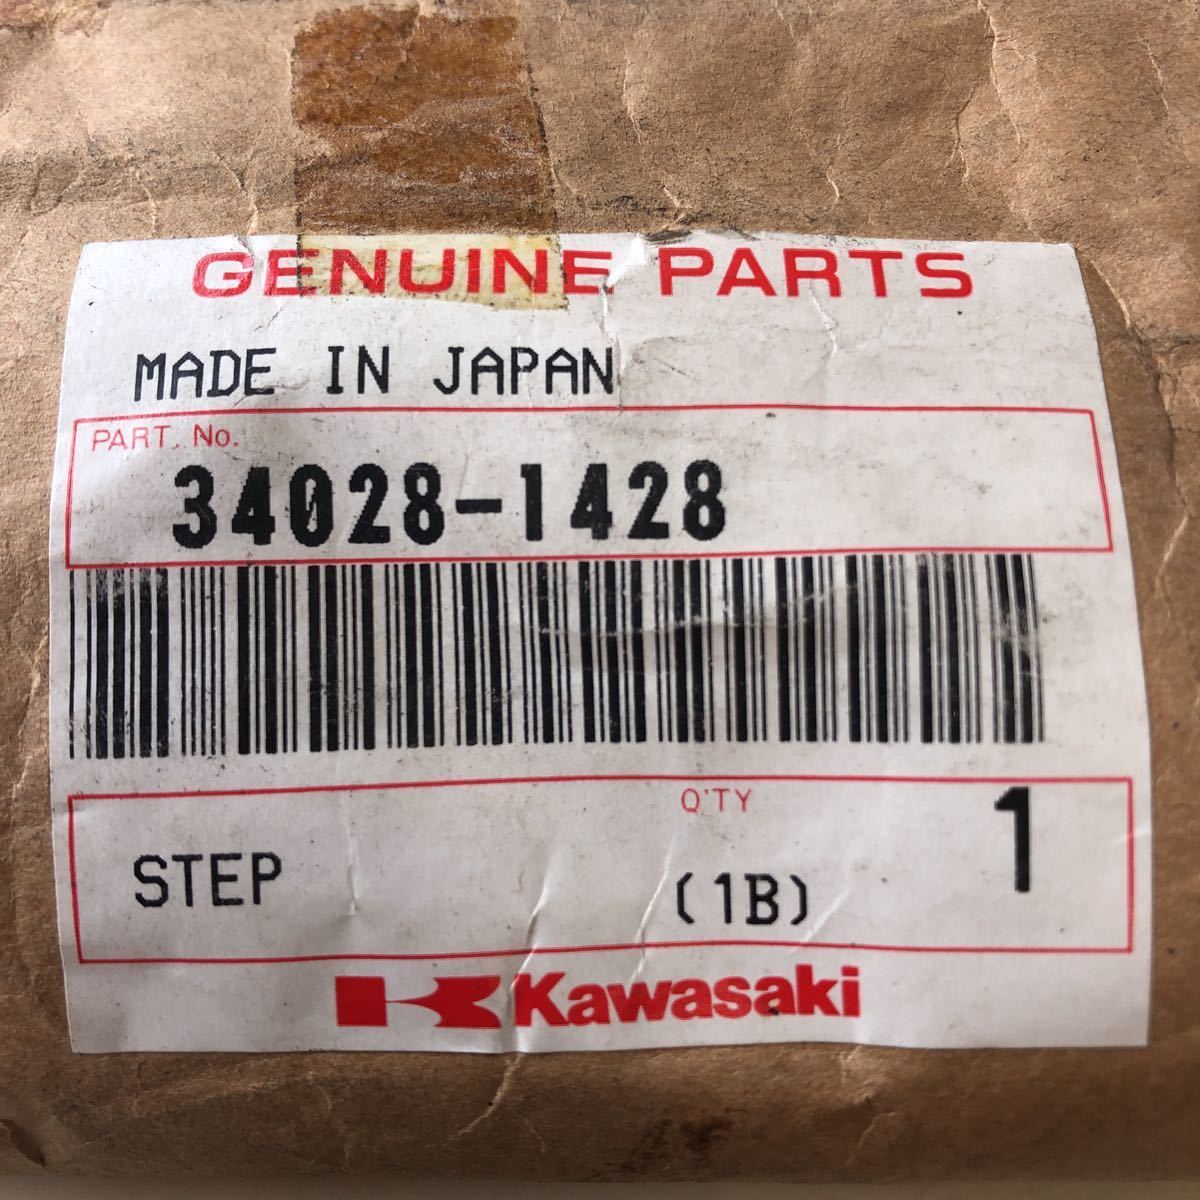 GENUINE PARTS
MADE IN JAPAN
PART. No.
34028-1428
Q'TY
1
STEP
(1B)
Kawasaki